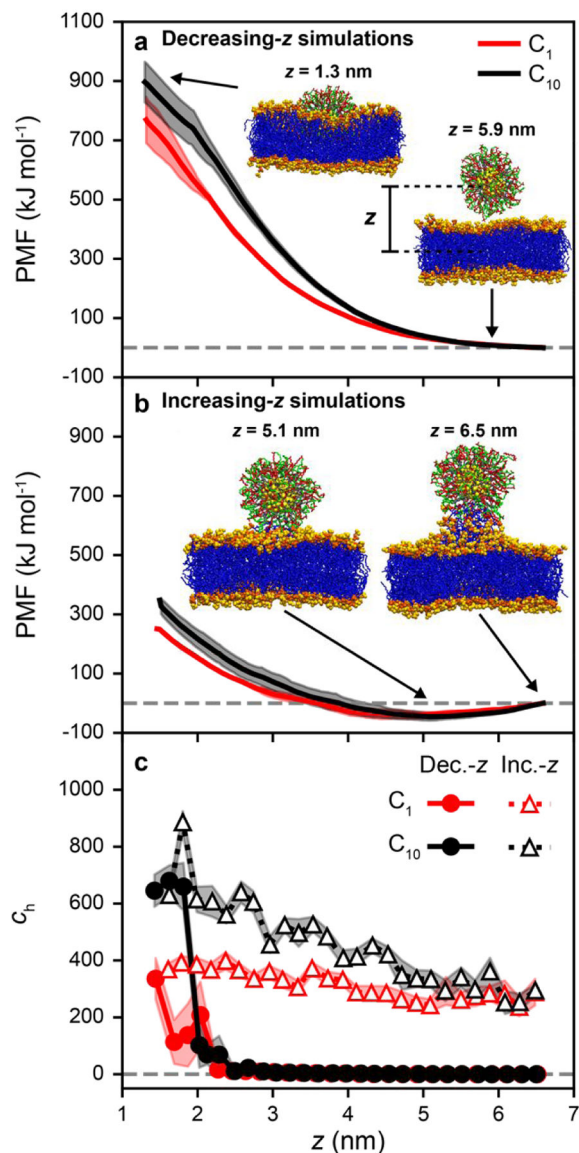 1100
900
700
500
300
100
-100
PMF (kJ mol⁻¹)
a Decreasing-z simulations
C₁
C₁₀
z = 1.3 nm
z = 5.9 nm
z
900
700
500
300
100
-100
PMF (kJ mol⁻¹)
b Increasing-z simulations
z = 5.1 nm
z = 6.5 nm
1000
800
600
400
200
0
cₕ
c
Dec.-z Inc.-z
C₁
C₁₀
1 2 3 4 5 6 7
z (nm)